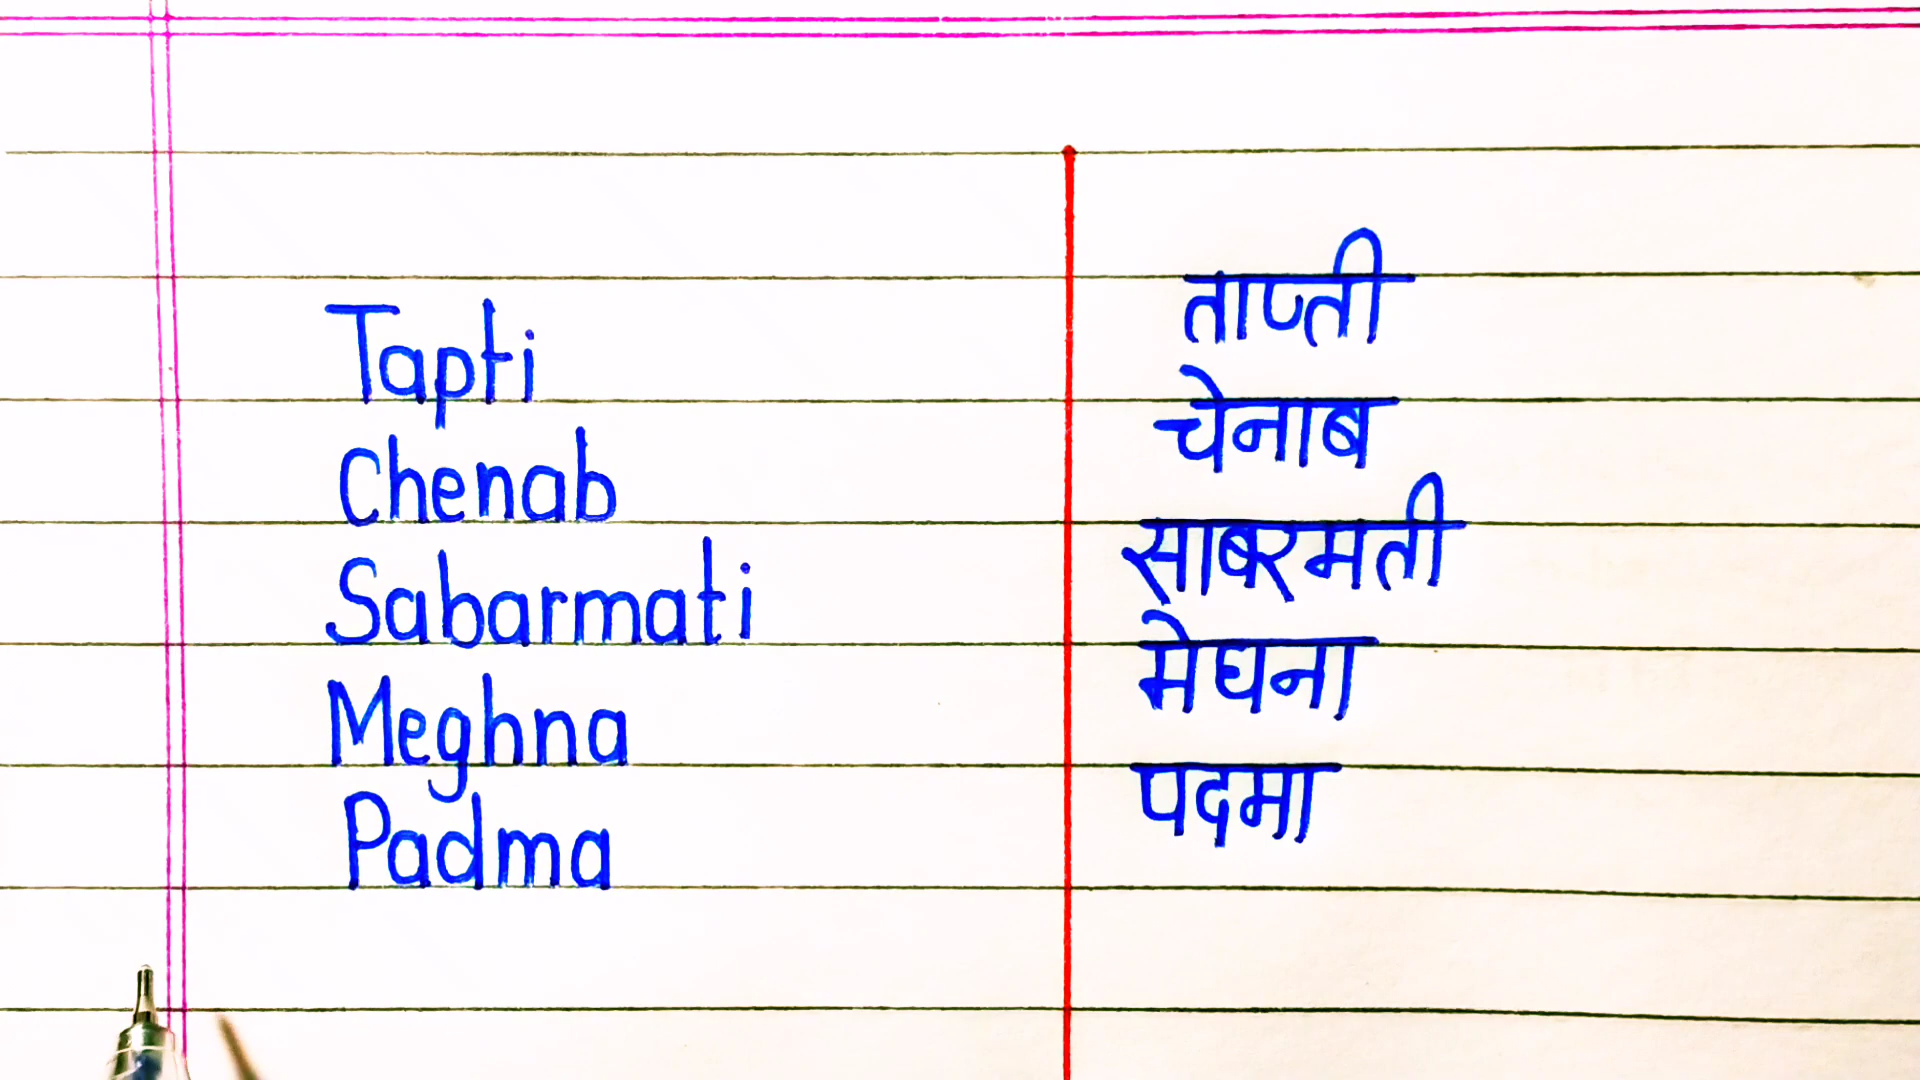 Tapti ताप्ती
Chenab चेनाब
Sabarmati साबरमती
Meghna मेघना
Padma पदमा